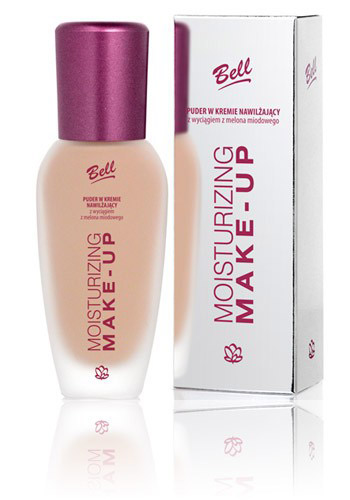 Bell
PUDER W KREMIE
NAWILŻAJĄCY
z wyciągiem
z melona miodowego
MOISTURIZING
MAKE-UP
Bell
PUDER W KREMIE NAWILŻAJĄCY
z wyciągiem z melona miodowego
MOISTURIZING
MAKE-UP